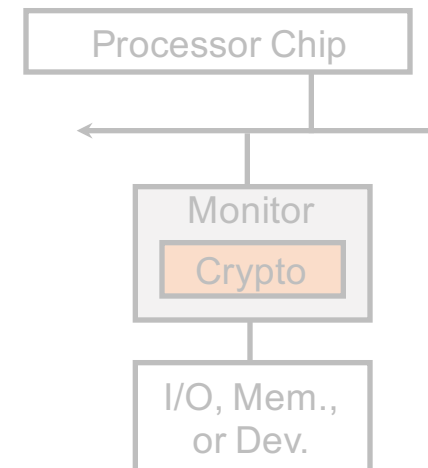 Processor Chip
Monitor
Crypto
I/O, Mem.,
or Dev.